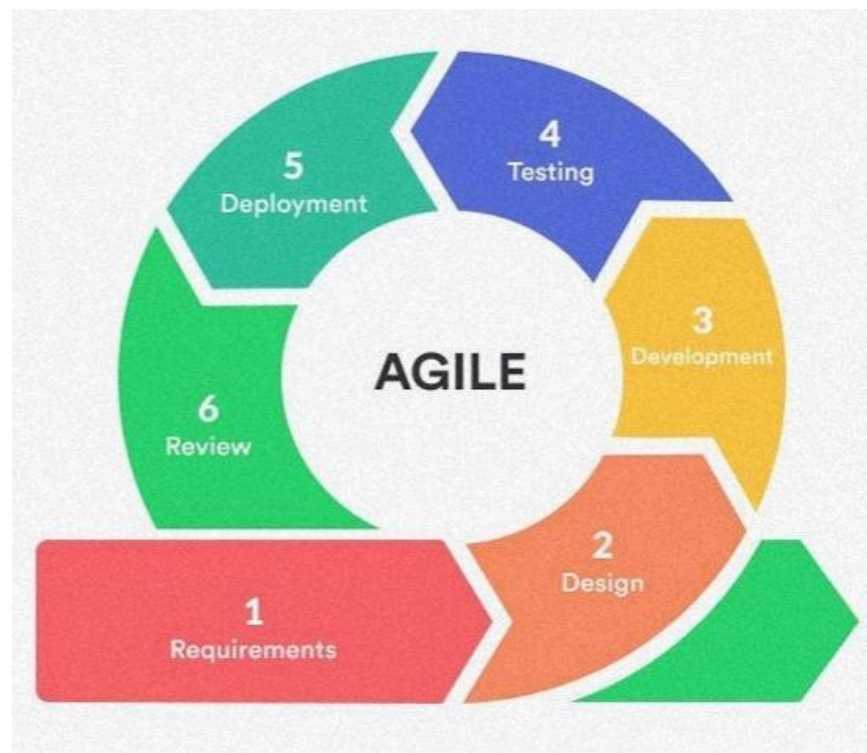 4
Testing
5
Deployment
3
Development
AGILE
6
Review
2
Design
1
Requirements